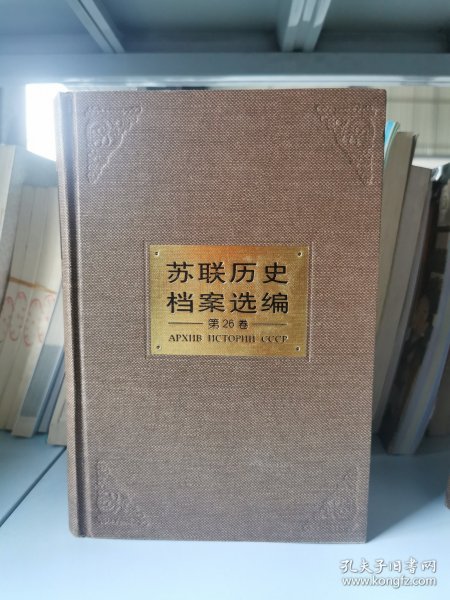 苏联历史
档案选编
第26卷
АРХИВ ИСТОРИИ СССР
孔夫子旧书网
www.kongfz.com